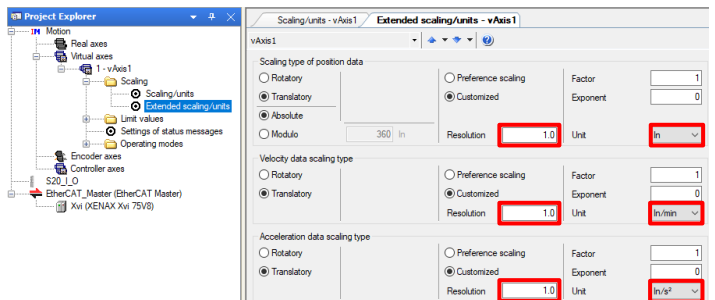 Project Explorer
Motion
Real axes
Virtual axes
1 - vAxis1
Scaling
Scaling/units
Extended scaling/units
Limit values
Settings of status messages
Operating modes
Encoder axes
Controller axes
S20_I_O
EtherCAT_Master (EtherCAT Master)
Xvi (XENAX Xvi 75V8)
Scaling/units - vAxis1 Extended scaling/units - vAxis1
vAxis1
Scaling type of position data
Rotatory Preference scaling Factor 1
Translatory Customized Exponent 0
Absolute
Modulo 360 In Resolution 1.0 Unit In
Velocity data scaling type
Rotatory Preference scaling Factor 1
Translatory Customized Exponent 0
Resolution 1.0 Unit In/min
Acceleration data scaling type
Rotatory Preference scaling Factor 1
Translatory Customized Exponent 0
Resolution 1.0 Unit In/s²